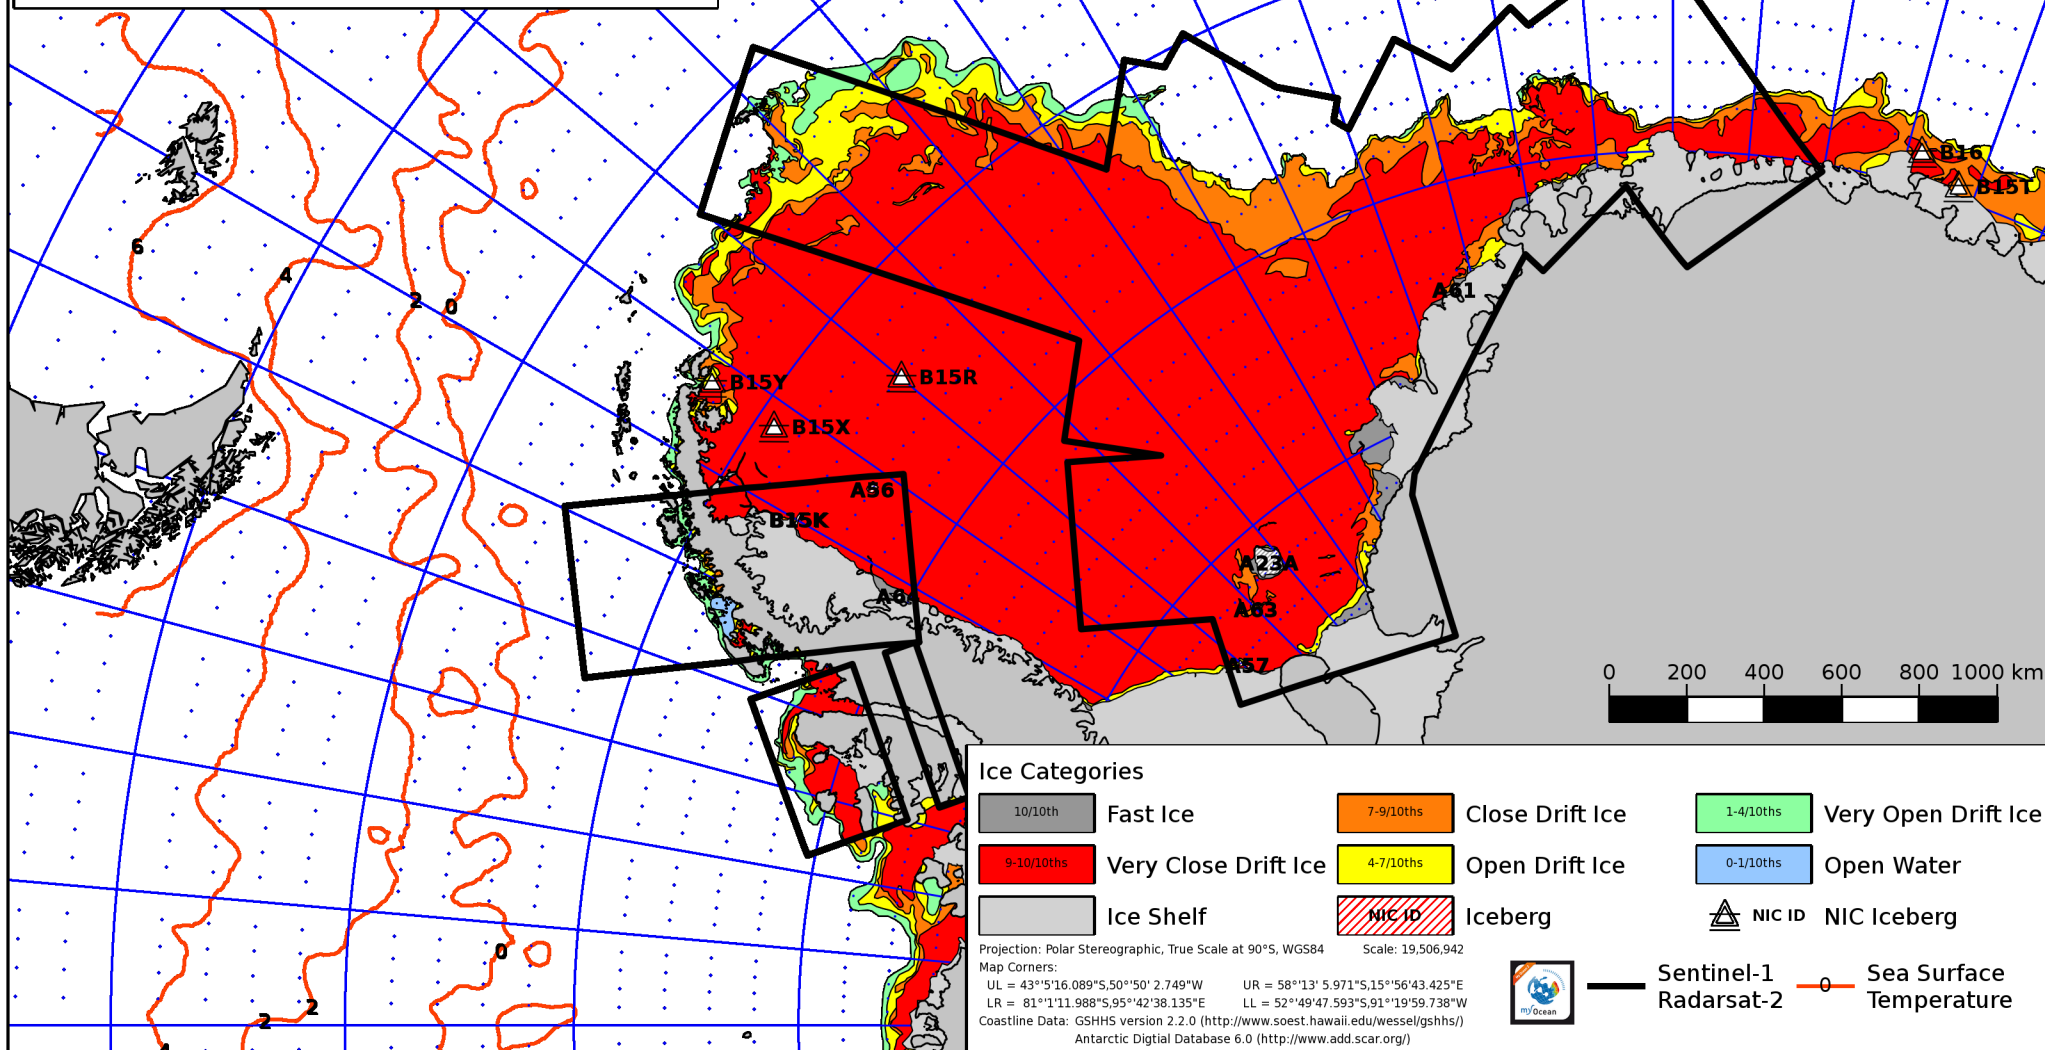 B16
B15T
6
4
2
0
A61
B15Y
B15R
B15X
A56
B15K
A23A
A64
A63
A57
0 200 400 600 800 1000 km
Ice Categories
10/10th Fast Ice
7-9/10ths Close Drift Ice
1-4/10ths Very Open Drift Ice
9-10/10ths Very Close Drift Ice
4-7/10ths Open Drift Ice
0-1/10ths Open Water
Ice Shelf
NIC ID Iceberg
NIC ID NIC Iceberg
Projection: Polar Stereographic, True Scale at 90°S, WGS84 Scale: 19,506,942
Map Corners:
UL = 43°5'16.089"S,50°50' 2.749"W UR = 58°13' 5.971"S,15°56'43.425"E
LR = 81°1'11.988"S,95°42'38.135"E LL = 52°49'47.593"S,91°19'59.738"W
Coastline Data: GSHHS version 2.2.0 (http://www.soest.hawaii.edu/wessel/gshhs/)
Antarctic Digtial Database 6.0 (http://www.add.scar.org/)
my Ocean
Sentinel-1
Radarsat-2
0
Sea Surface
Temperature
0
2
2